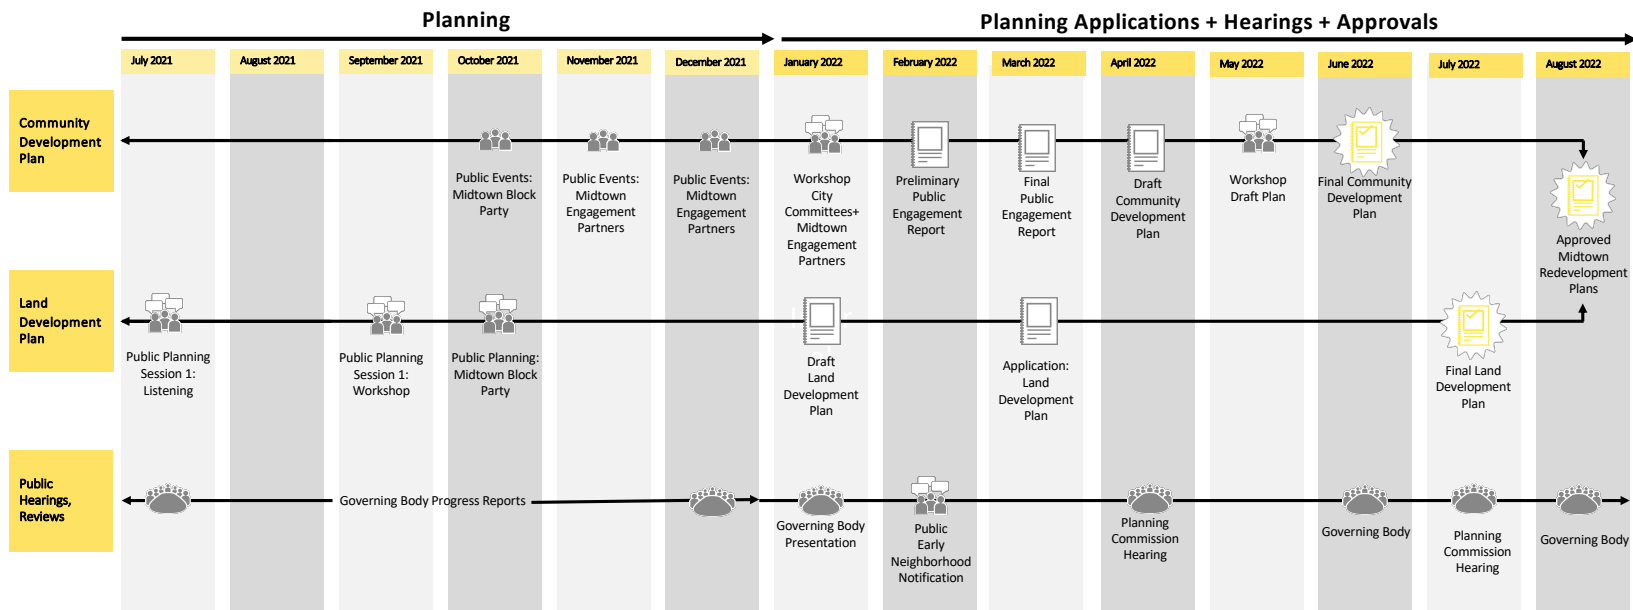 Planning
Planning Applications + Hearings + Approvals
July 2021
August 2021
September 2021
October 2021
November 2021
December 2021
January 2022
February 2022
March 2022
April 2022
May 2022
June 2022
July 2022
August 2022
Community
Development
Plan
Public Events:
Midtown Block
Party
Public Events:
Midtown
Engagement
Partners
Public Events:
Midtown
Engagement
Partners
Workshop
City
Committees+
Midtown
Engagement
Partners
Preliminary
Public
Engagement
Report
Final
Public
Engagement
Report
Draft
Community
Development
Plan
Workshop
Draft Plan
Final Community
Development
Plan
Approved
Midtown
Redevelopment
Plans
Land
Development
Plan
Public Planning
Session 1:
Listening
Public Planning
Session 1:
Workshop
Public Planning:
Midtown Block
Party
Draft
Land
Development
Plan
Application:
Land
Development
Plan
Final Land
Development
Plan
Public
Hearings,
Reviews
Governing Body Progress Reports
Governing Body
Presentation
Public
Early
Neighborhood
Notification
Planning
Commission
Hearing
Governing Body
Planning
Commission
Hearing
Governing Body